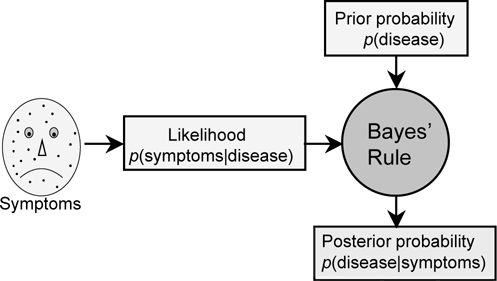 Prior probability
p(disease)
Likelihood
p(symptoms|disease)
Bayes’
Rule
Symptoms
Posterior probability
p(disease|symptoms)